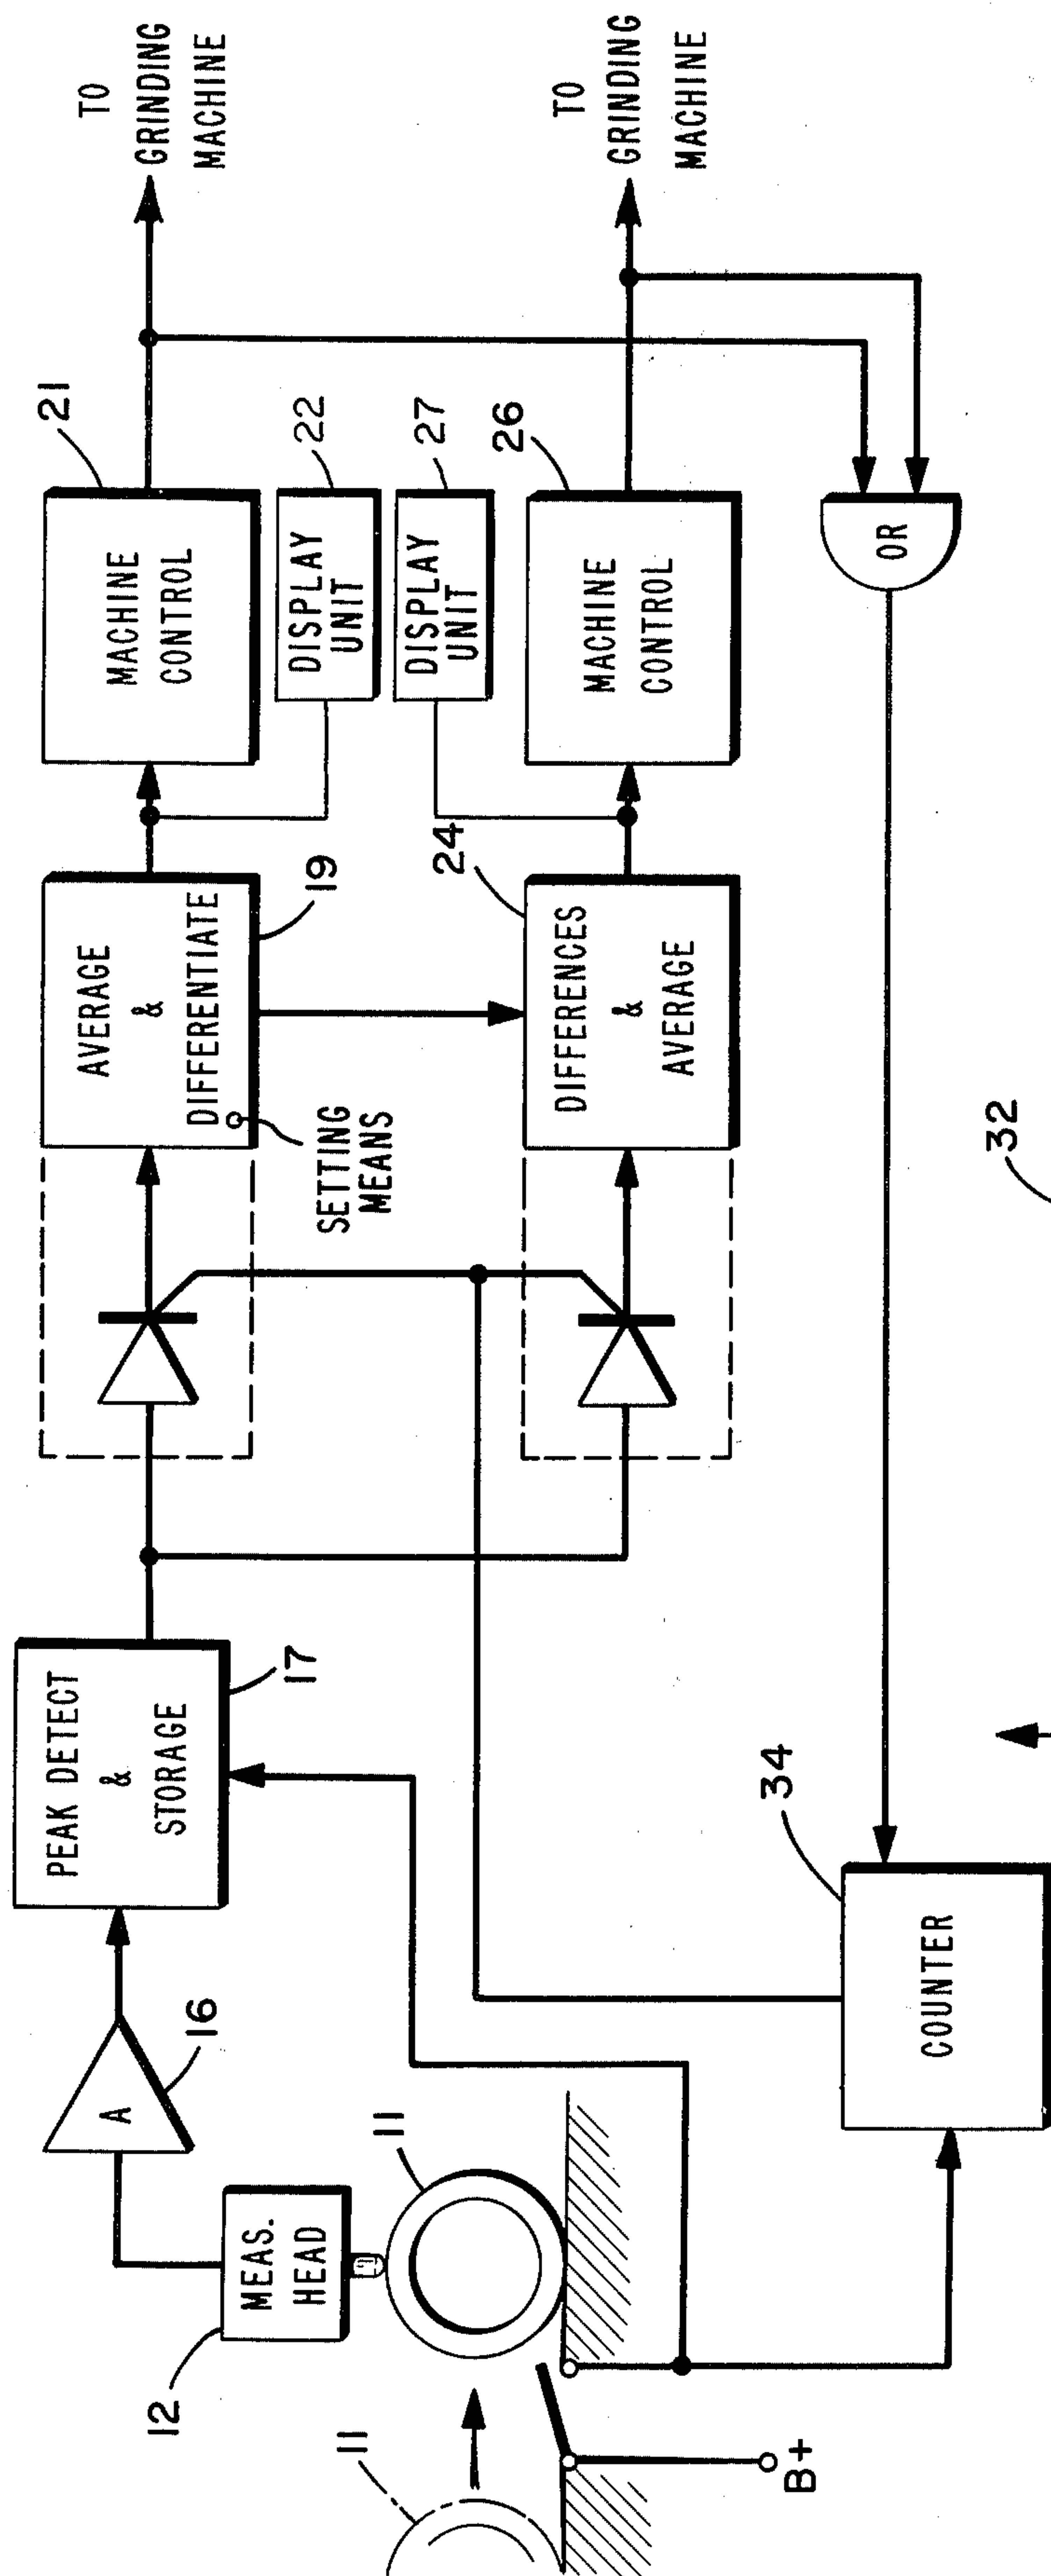 11
11
12
MEAS.
HEAD
A
16
PEAK DETECT
&
STORAGE
17
B+
COUNTER
34
32
AVERAGE
&
DIFFERENTIATE
19
SETTING
MEANS
DIFFERENCES
&
AVERAGE
24
MACHINE
CONTROL
21
DISPLAY
UNIT
22
DISPLAY
UNIT
27
MACHINE
CONTROL
26
OR
TO
GRINDING
MACHINE
TO
GRINDING
MACHINE